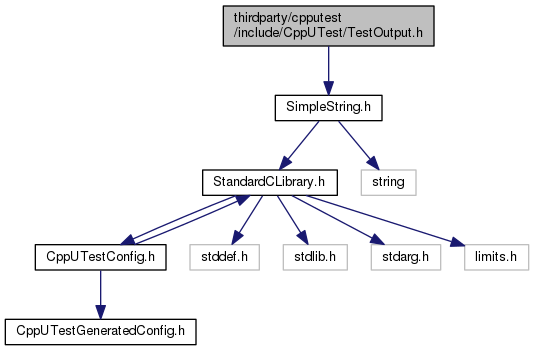 thirdparty/cpputest
/include/CppUTest/TestOutput.h
SimpleString.h
StandardCLibrary.h
string
CppUTestConfig.h
stddef.h
stdlib.h
stdarg.h
limits.h
CppUTestGeneratedConfig.h